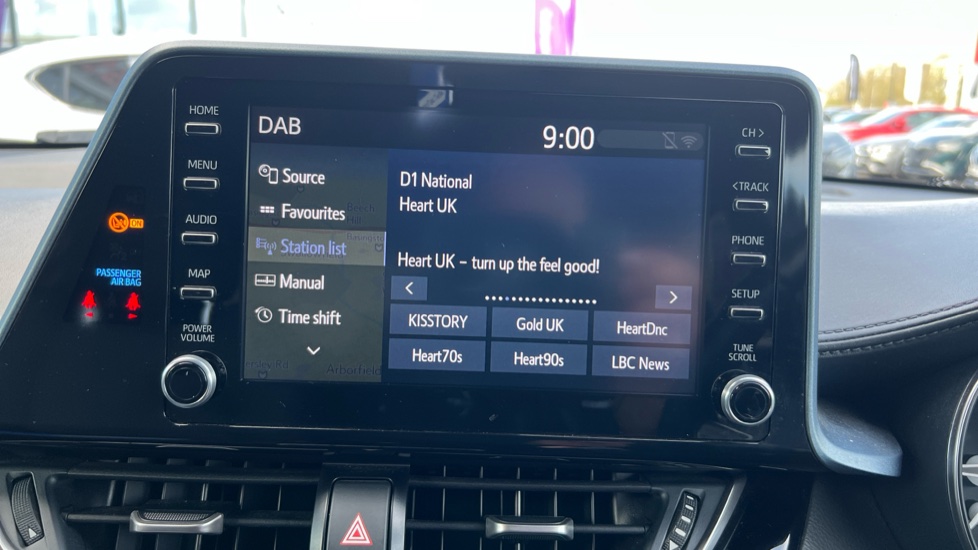 HOME
MENU
AUDIO
MAP
POWER
VOLUME
ON
PASSENGER
AIR BAG
DAB
9:00
Source
Favourites
Station list
Manual
Time shift
Arborfield
D1 National
Heart UK
Heart UK - turn up the feel good!
KISSTORY
Gold UK
HeartDnc
Heart70s
Heart90s
LBC News
CH >
< TRACK
PHONE
SETUP
TUNE
SCROLL